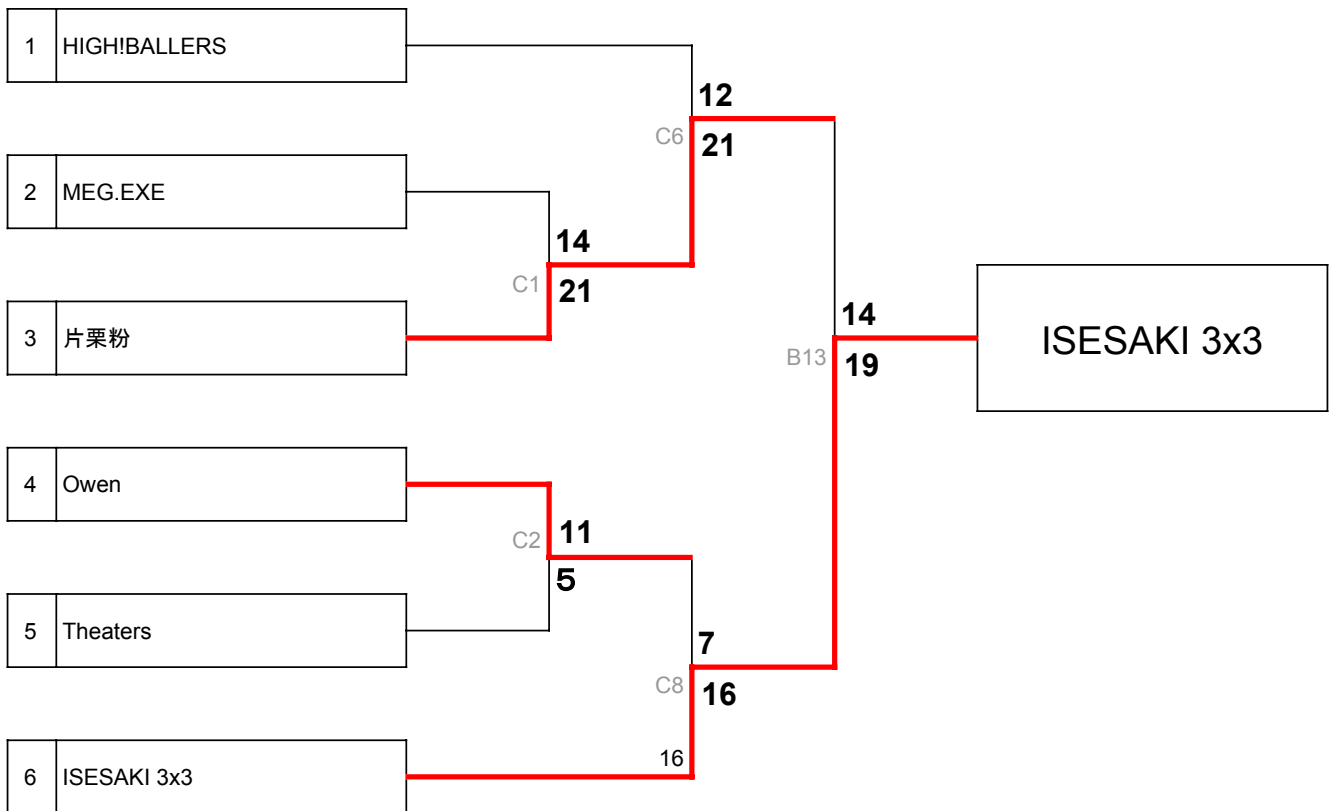 1 HIGH!BALLERS
12
C6
21
2 MEG.EXE
14
C1
21
3 片栗粉
14
B13
19
ISESAKI 3x3
4 Owen
C2
11
5
5 Theaters
7
C8
16
16
6 ISESAKI 3x3